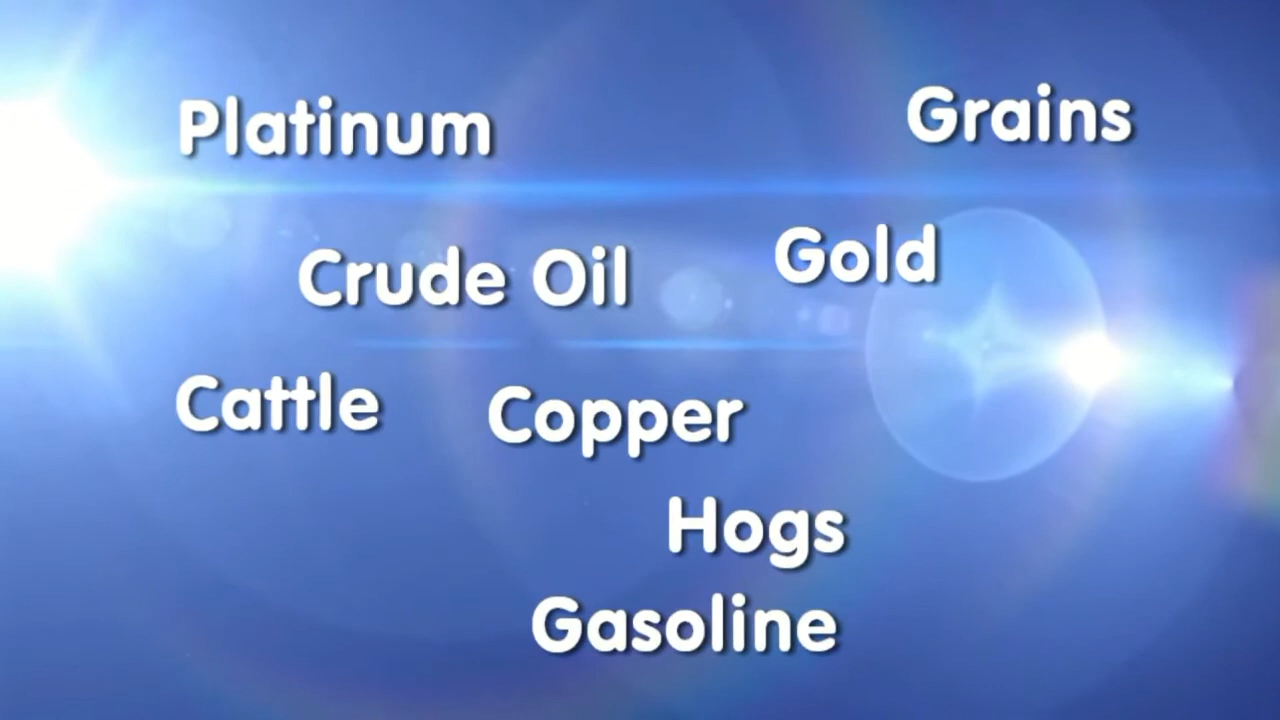 Platinum
Grains
Crude Oil
Gold
Cattle
Copper
Hogs
Gasoline